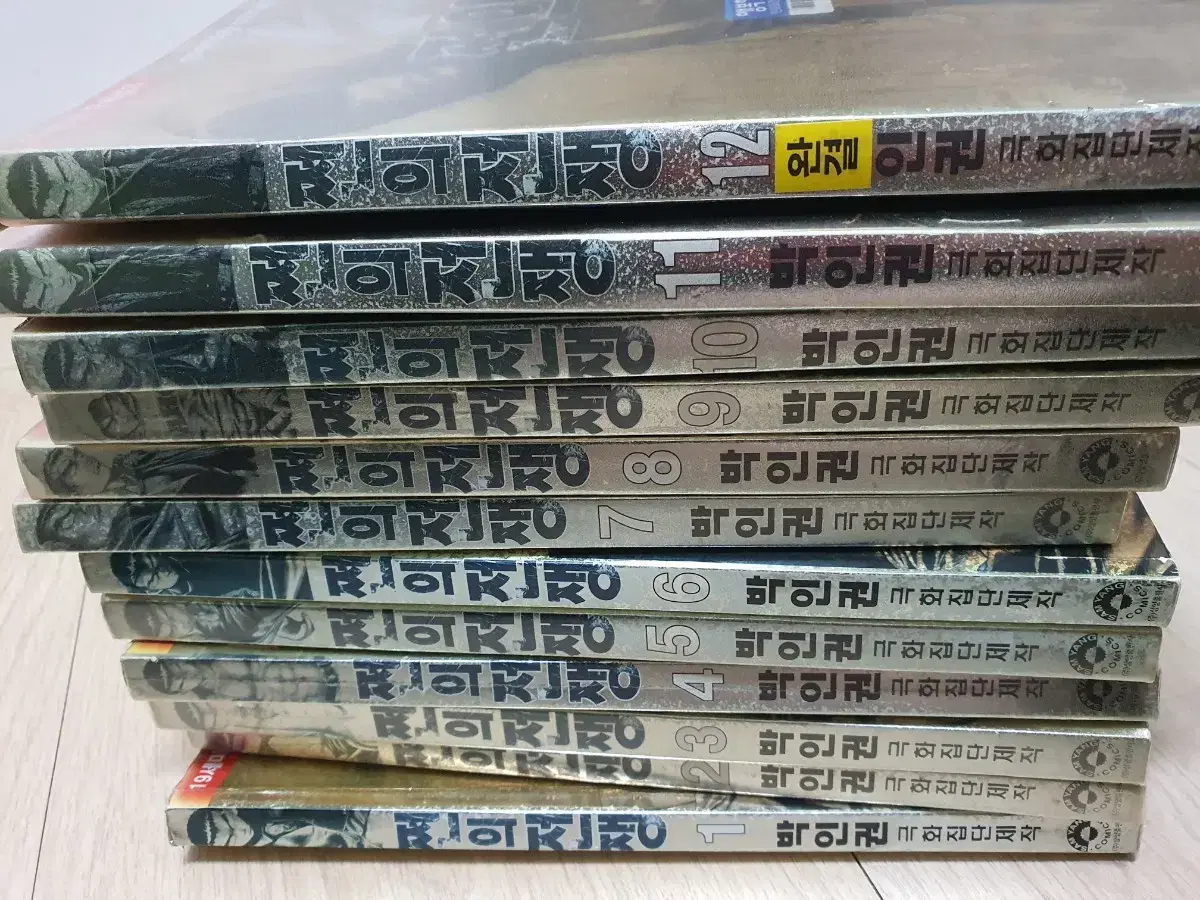 쩐의전쟁 12 완결 인권 극화집단제작
쩐의전쟁 11 박인권 극화집단제작
쩐의전쟁 10 박인권 극화집단제작
쩐의전쟁 9 박인권 극화집단제작
쩐의전쟁 8 박인권 극화집단제작 SAMYANG COMICS
쩐의전쟁 7 박인권 극화집단제작
쩐의전쟁 6 박인권 극화집단제작 SAMYANG COMICS
쩐의전쟁 5 박인권 극화집단제작 SAMYANG COMICS
쩐의전쟁 4 박인권 극화집단제작
쩐의전쟁 3 박인권 극화집단제작
쩐의전쟁 2 박인권 극화집단제작
19세미
쩐의전쟁 1 박인권 극화집단제작